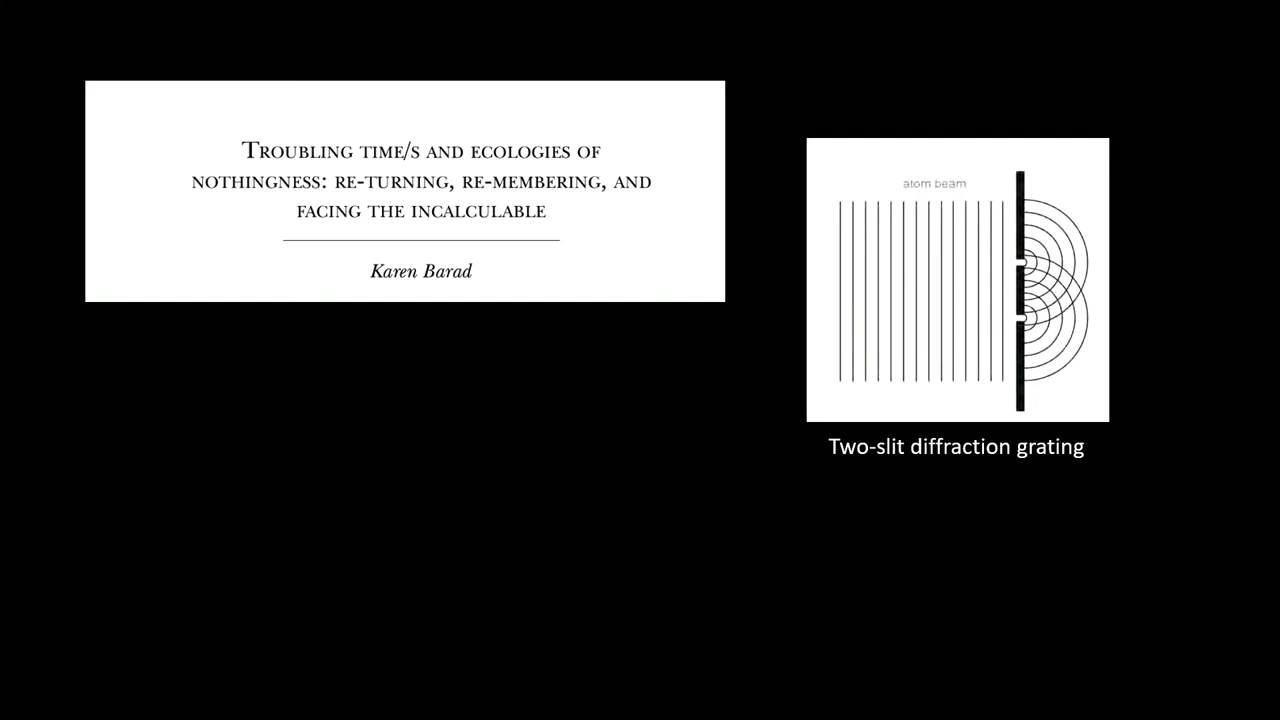 Troubling time/s and ecologies of
nothingness: re-turning, re-membering, and
facing the incalculable
Karen Barad
atom beam
Two-slit diffraction grating